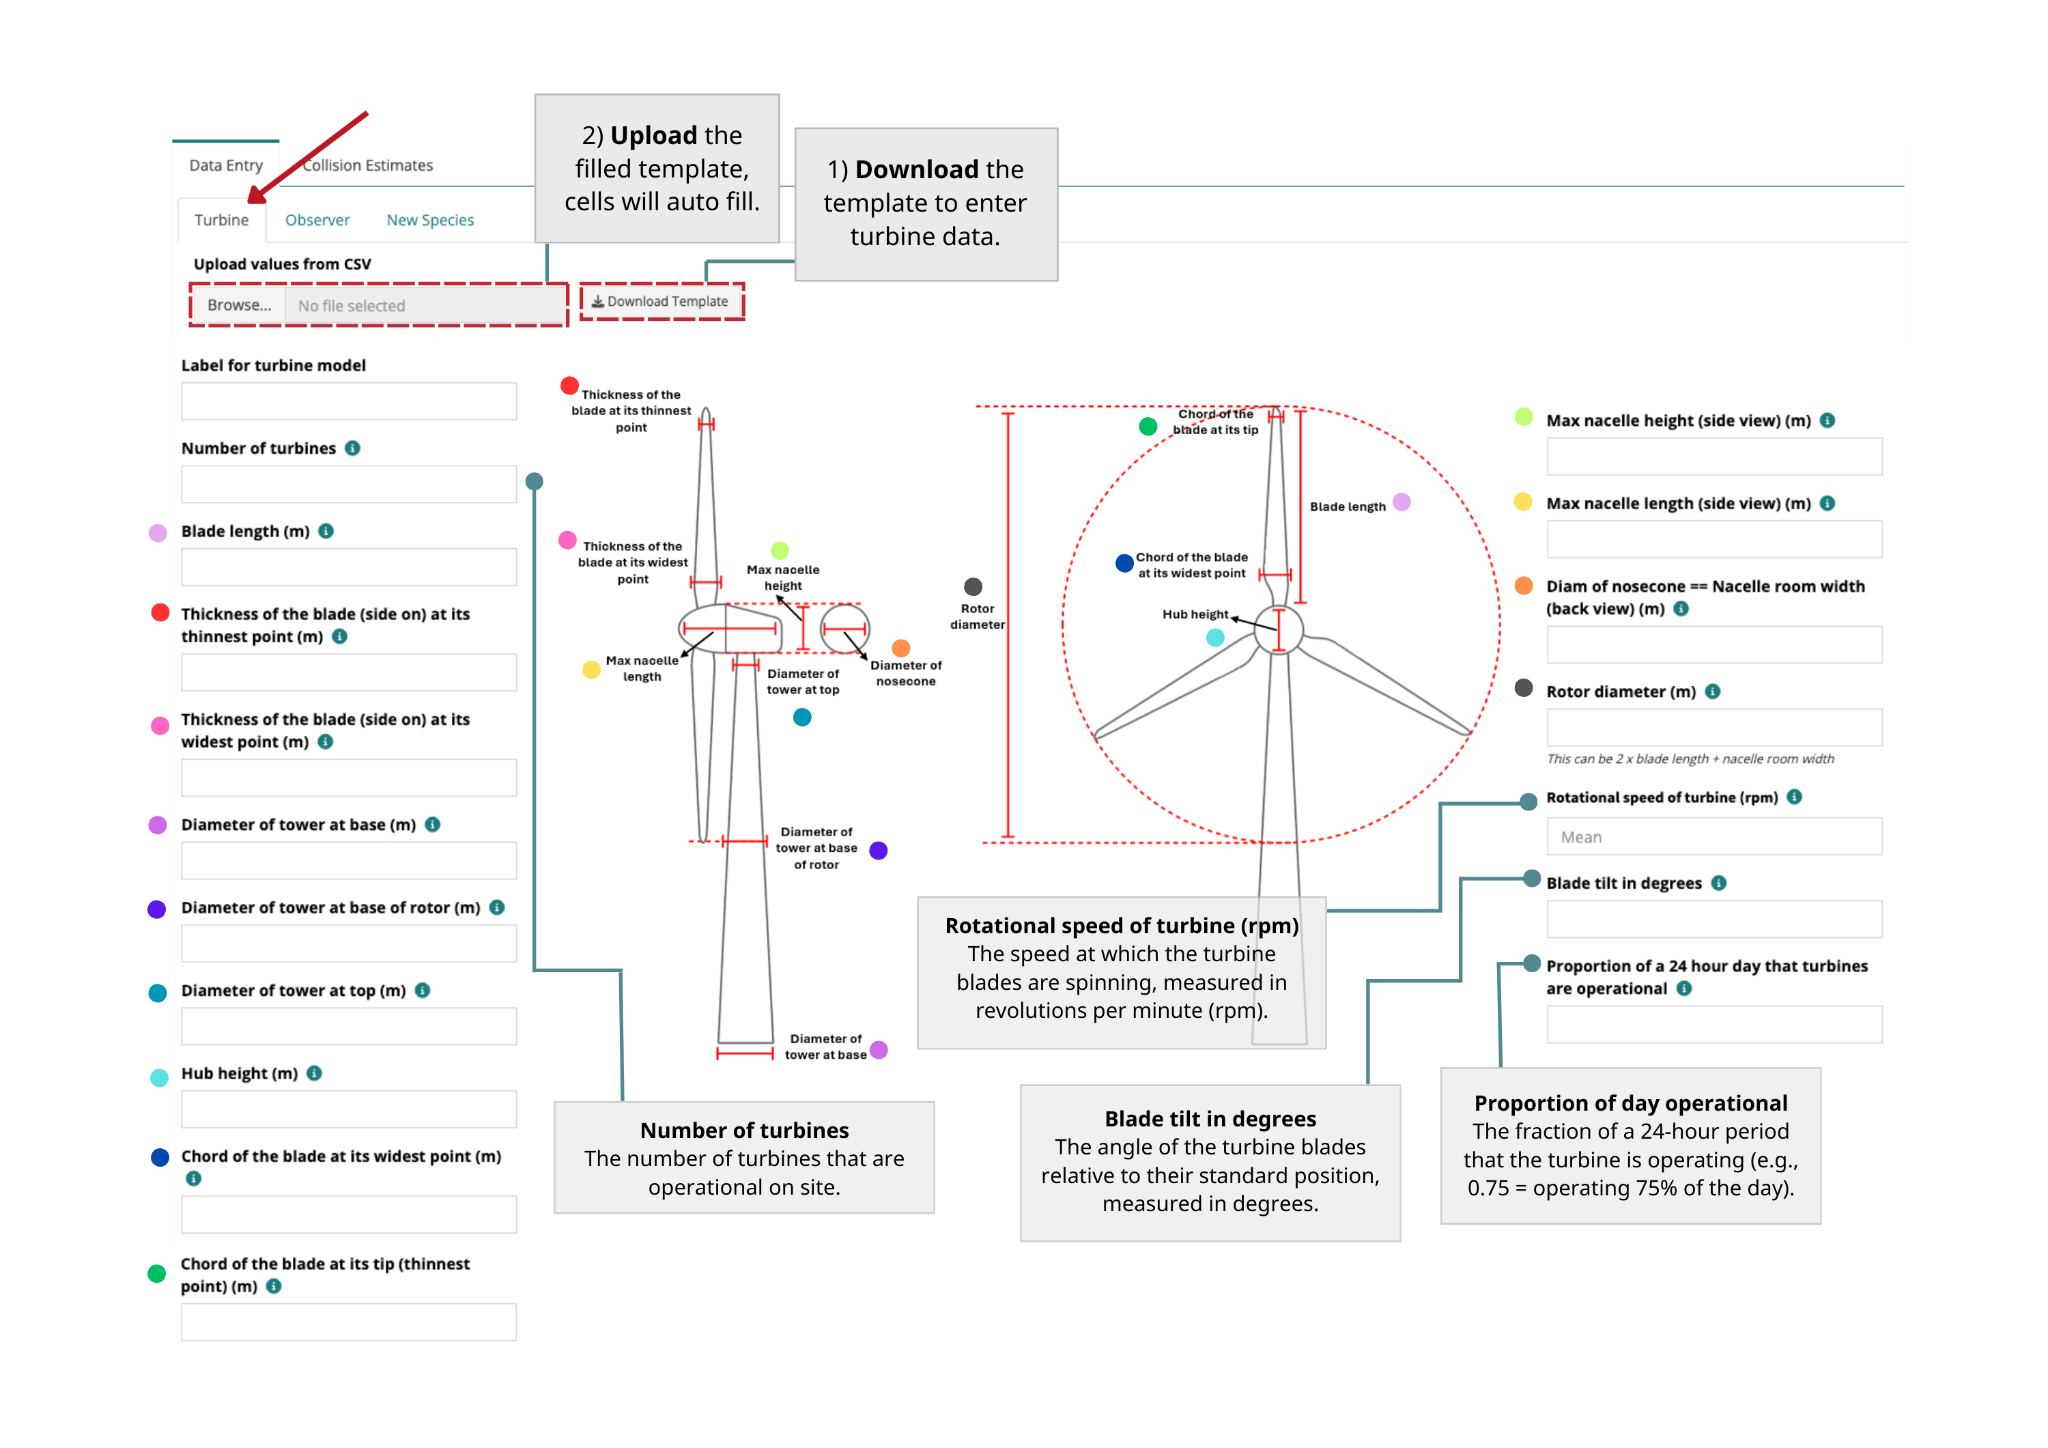 2) Upload the
filled template,
cells will auto fill.
1) Download the
template to enter
turbine data.
Data Entry
Collision Estimates
Turbine
Observer
New Species
Upload values from CSV
Browse...
No file selected
Download Template
Label for turbine model
Number of turbines
Blade length (m)
Thickness of the blade (side on) at its
thinnest point (m)
Thickness of the blade (side on) at its
widest point (m)
Diameter of tower at base (m)
Diameter of tower at base of rotor (m)
Diameter of tower at top (m)
Hub height (m)
Chord of the blade at its widest point (m)
Chord of the blade at its tip (thinnest
point) (m)
Thickness of the
blade at its thinnest
point
Thickness of the
blade at its widest
point
Max nacelle
height
Max nacelle
length
Diameter of
tower at top
Diameter of
nosecone
Diameter of
tower at base
of rotor
Diameter of
tower at base
Rotor
diameter
Chord of the
blade at its tip
Blade length
Chord of the blade
at its widest point
Hub height
Max nacelle height (side view) (m)
Max nacelle length (side view) (m)
Diam of nosecone == Nacelle room width
(back view) (m)
Rotor diameter (m)
This can be 2 x blade length + nacelle room width
Rotational speed of turbine (rpm)
Mean
Blade tilt in degrees
Proportion of a 24 hour day that turbines
are operational
Rotational speed of turbine (rpm)
The speed at which the turbine
blades are spinning, measured in
revolutions per minute (rpm).
Number of turbines
The number of turbines that are
operational on site.
Blade tilt in degrees
The angle of the turbine blades
relative to their standard position,
measured in degrees.
Proportion of day operational
The fraction of a 24-hour period
that the turbine is operating (e.g.,
0.75 = operating 75% of the day).